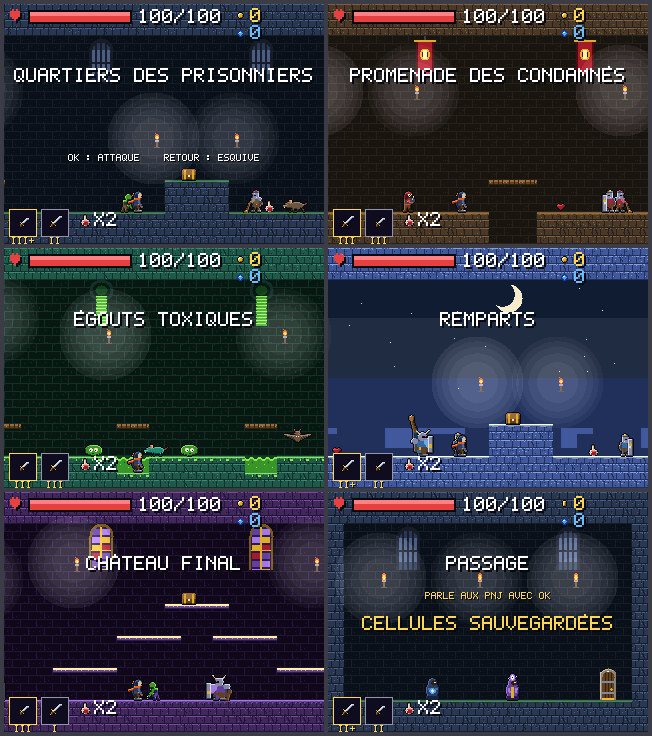 100/100 0
0
QUARTIERS DES PRISONNIERS
OK : ATTAQUE RETOUR : ESQUIVE
X2
III+ II
100/100 0
0
PROMENADE DES CONDAMNÉS
X2
III III
100/100 0
0
ÉGOUTS TOXIQUES
X2
III III
100/100 0
0
REMPARTS
X2
II+ II
100/100 0
0
CHÂTEAU FINAL
X2
III I
100/100 0
0
PASSAGE
PARLE AUX PNJ AVEC OK
CELLULES SAUVEGARDÉES
X2
II+ II